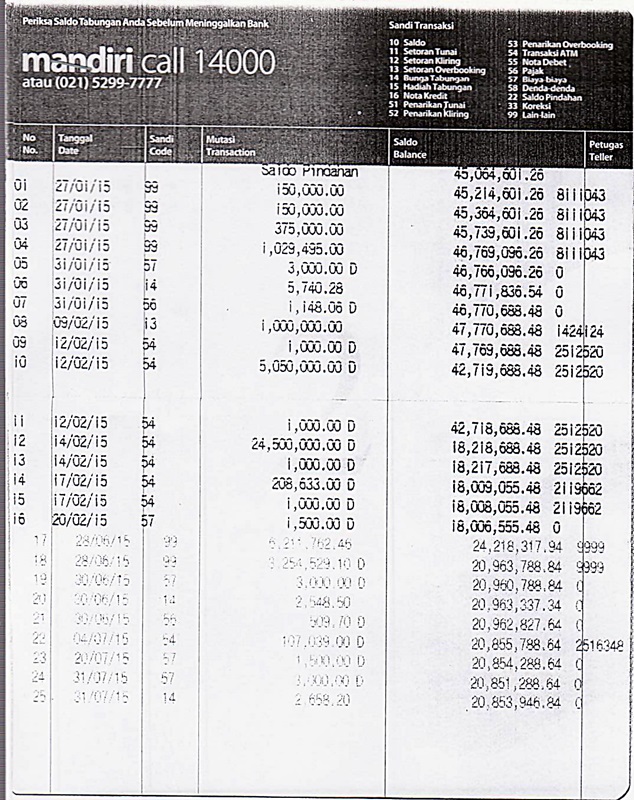 Periksa Saldo Tabungan Anda Sebelum Meninggalkan Bank
mandiri call 14000
atau (021) 5299-7777
Sandi Transaksi
10 Saldo
11 Setoran Tunai
12 Setoran Kliring
13 Setoran Overbooking
14 Bunga Tabungan
15 Hadiah Tabungan
16 Nota Kredit
51 Penarikan Tunai
52 Penarikan Kliring
53 Penarikan Overbooking
54 Transaksi ATM
55 Nota Debet
56 Pajak
57 Biaya-biaya
58 Denda-denda
22 Saldo Pindahan
33 Koreksi
99 Lain-lain
No Tanggal Sandi Mutasi Saldo Petugas
No. Date Code Transaction Balance Teller
Saldo Pindahan 45,064,601.26
01 27/01/15 99 150,000.00 45,214,601.26 8111043
02 27/01/15 99 150,000.00 45,364,601.26 8111043
03 27/01/15 99 375,000.00 45,739,601.26 8111043
04 27/01/15 99 1,029,495.00 46,769,096.26 8111043
05 31/01/15 57 3,000.00 D 46,766,096.26 0
06 31/01/15 14 5,740.28 46,771,836.54 0
07 31/01/15 56 1,148.06 D 46,770,688.48 0
08 09/02/15 13 1,000,000.00 47,770,688.48 1424124
09 12/02/15 54 1,000.00 D 47,769,688.48 2512520
10 12/02/15 54 5,050,000.00 D 42,719,688.48 2512520
11 12/02/15 54 1,000.00 D 42,718,688.48 2512520
12 14/02/15 54 24,500,000.00 D 18,218,688.48 2512520
13 14/02/15 54 1,000.00 D 18,217,688.48 2512520
14 17/02/15 54 208,633.00 D 18,009,055.48 2119662
15 17/02/15 54 1,000.00 D 18,008,055.48 2119662
16 20/02/15 57 1,500.00 D 18,006,555.48 0
17 28/06/15 99 6,211,762.46 24,218,317.94 9999
18 28/06/15 99 3,254,529.10 D 20,963,788.84 9999
19 30/06/15 57 3,000.00 D 20,960,788.84 0
20 30/06/15 14 2,548.50 20,963,337.34 0
21 30/06/15 56 509.70 D 20,962,827.64 0
22 04/07/15 54 107,039.00 D 20,855,788.64 2516348
23 20/07/15 57 1,500.00 D 20,854,288.64 0
24 31/07/15 57 3,000.00 D 20,851,288.64 0
25 31/07/15 14 2,658.20 20,853,946.84 0